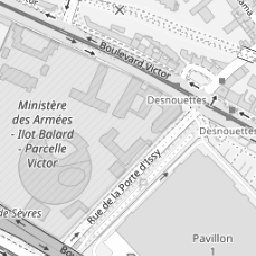 Boulevard Victor
Desnouettes
Desnouettes
Ministère
des Armées
- Ilot Balard
- Parcelle
Victor
Rue de la Porte d'Issy
de Sèvres
Pavillon
1